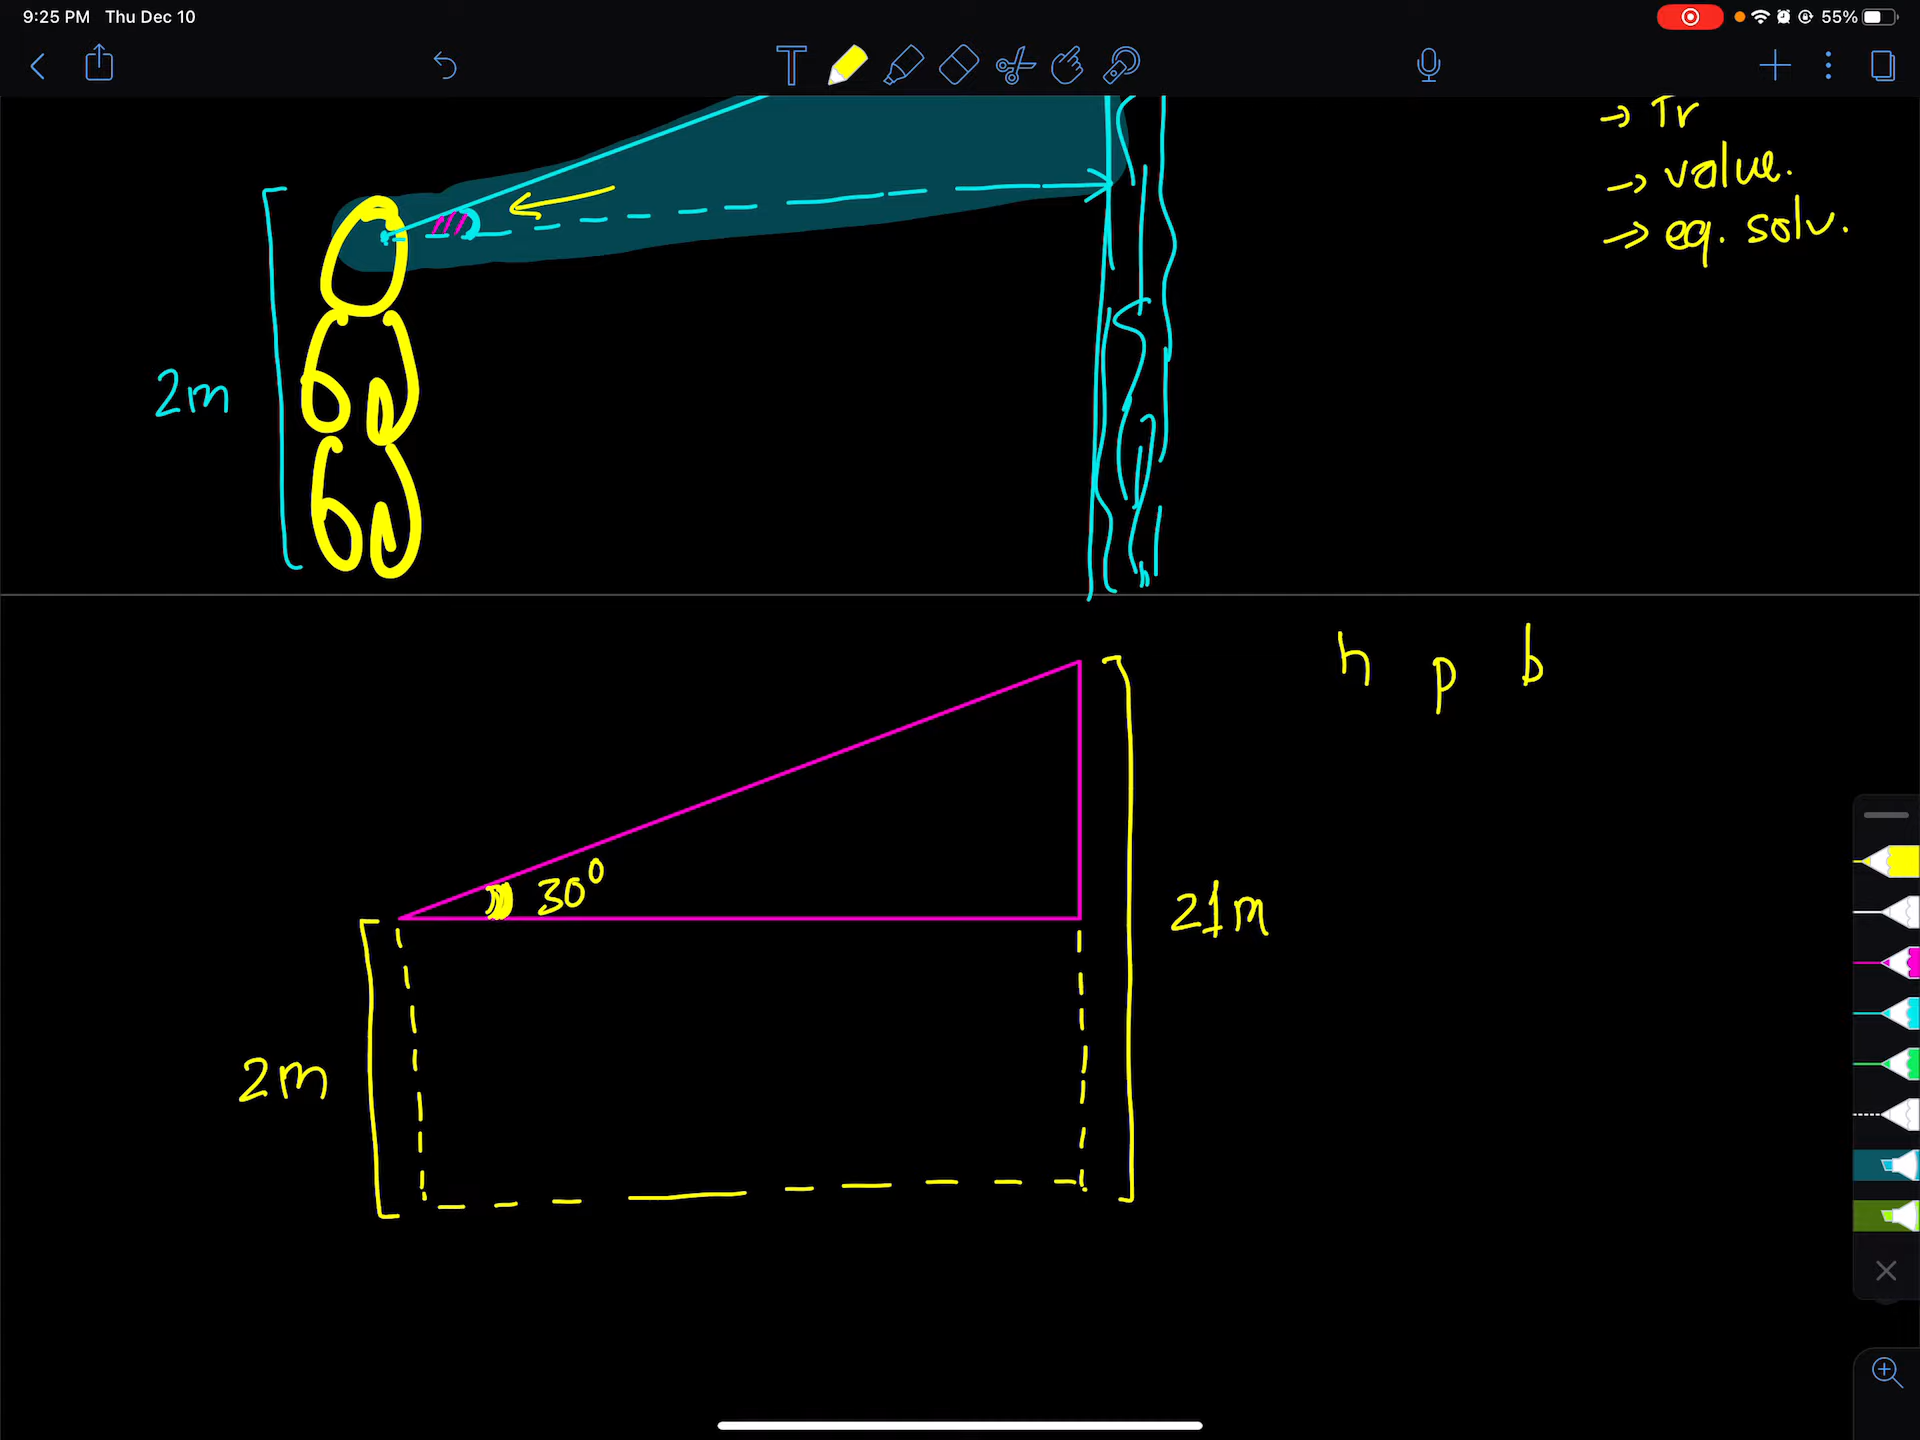 9:25 PM Thu Dec 10
55%
T
→ Tr
→ value.
→ eq. solv.
2m
h p b
30°
21m
2m